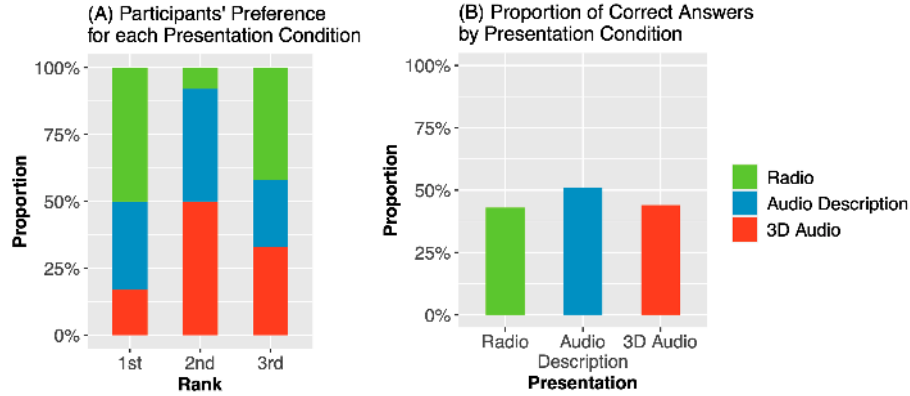 (A) Participants' Preference
for each Presentation Condition
100%
75%
50%
25%
0%
Proportion
1st
2nd
3rd
Rank
(B) Proportion of Correct Answers
by Presentation Condition
100%
75%
50%
25%
0%
Proportion
Radio
Audio
Description
3D Audio
Presentation
Radio
Audio Description
3D Audio